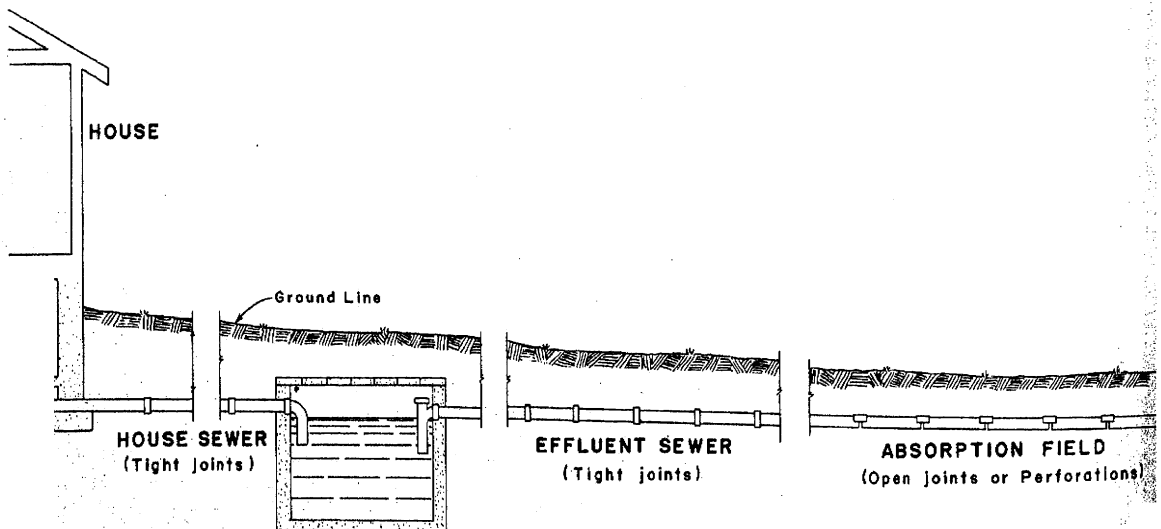 HOUSE
Ground Line
HOUSE SEWER
(Tight joints)
EFFLUENT SEWER
(Tight joints)
ABSORPTION FIELD
(Open joints or Perforations)